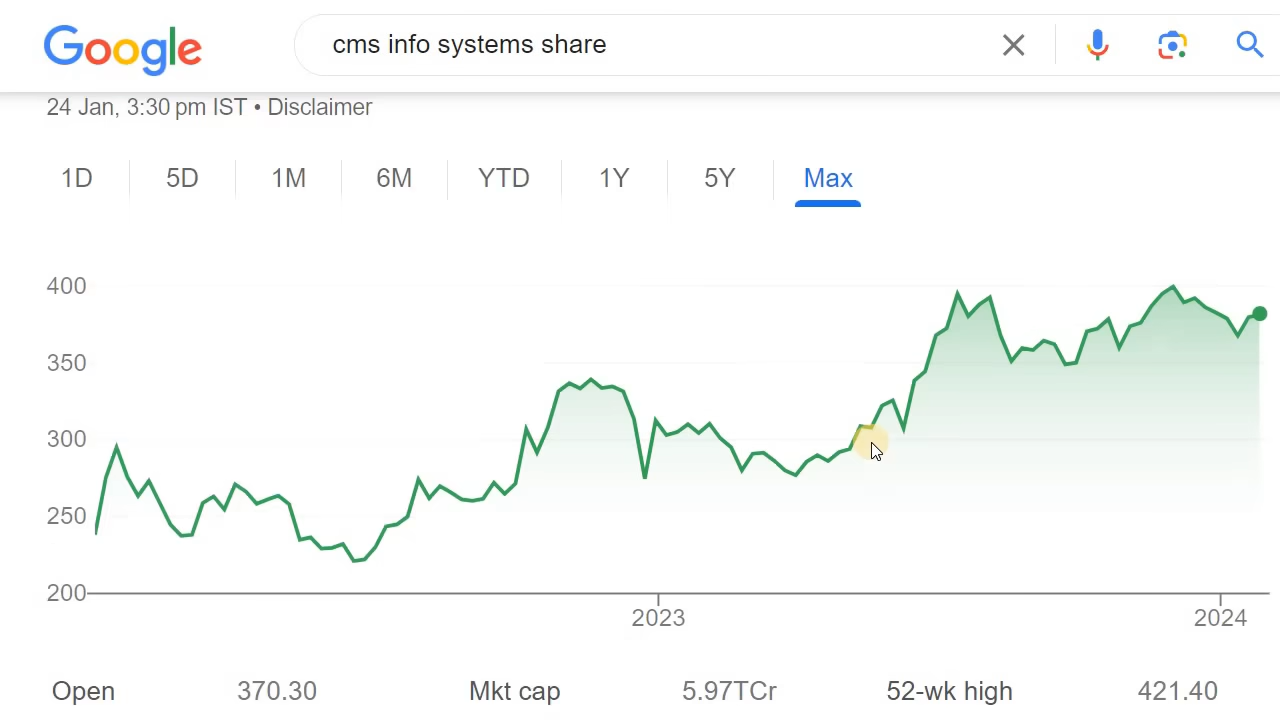 Google
cms info systems share
24 Jan, 3:30 pm IST • Disclaimer
1D 5D 1M 6M YTD 1Y 5Y Max
400
350
300
250
200
2023 2024
Open 370.30 Mkt cap 5.97TCr 52-wk high 421.40